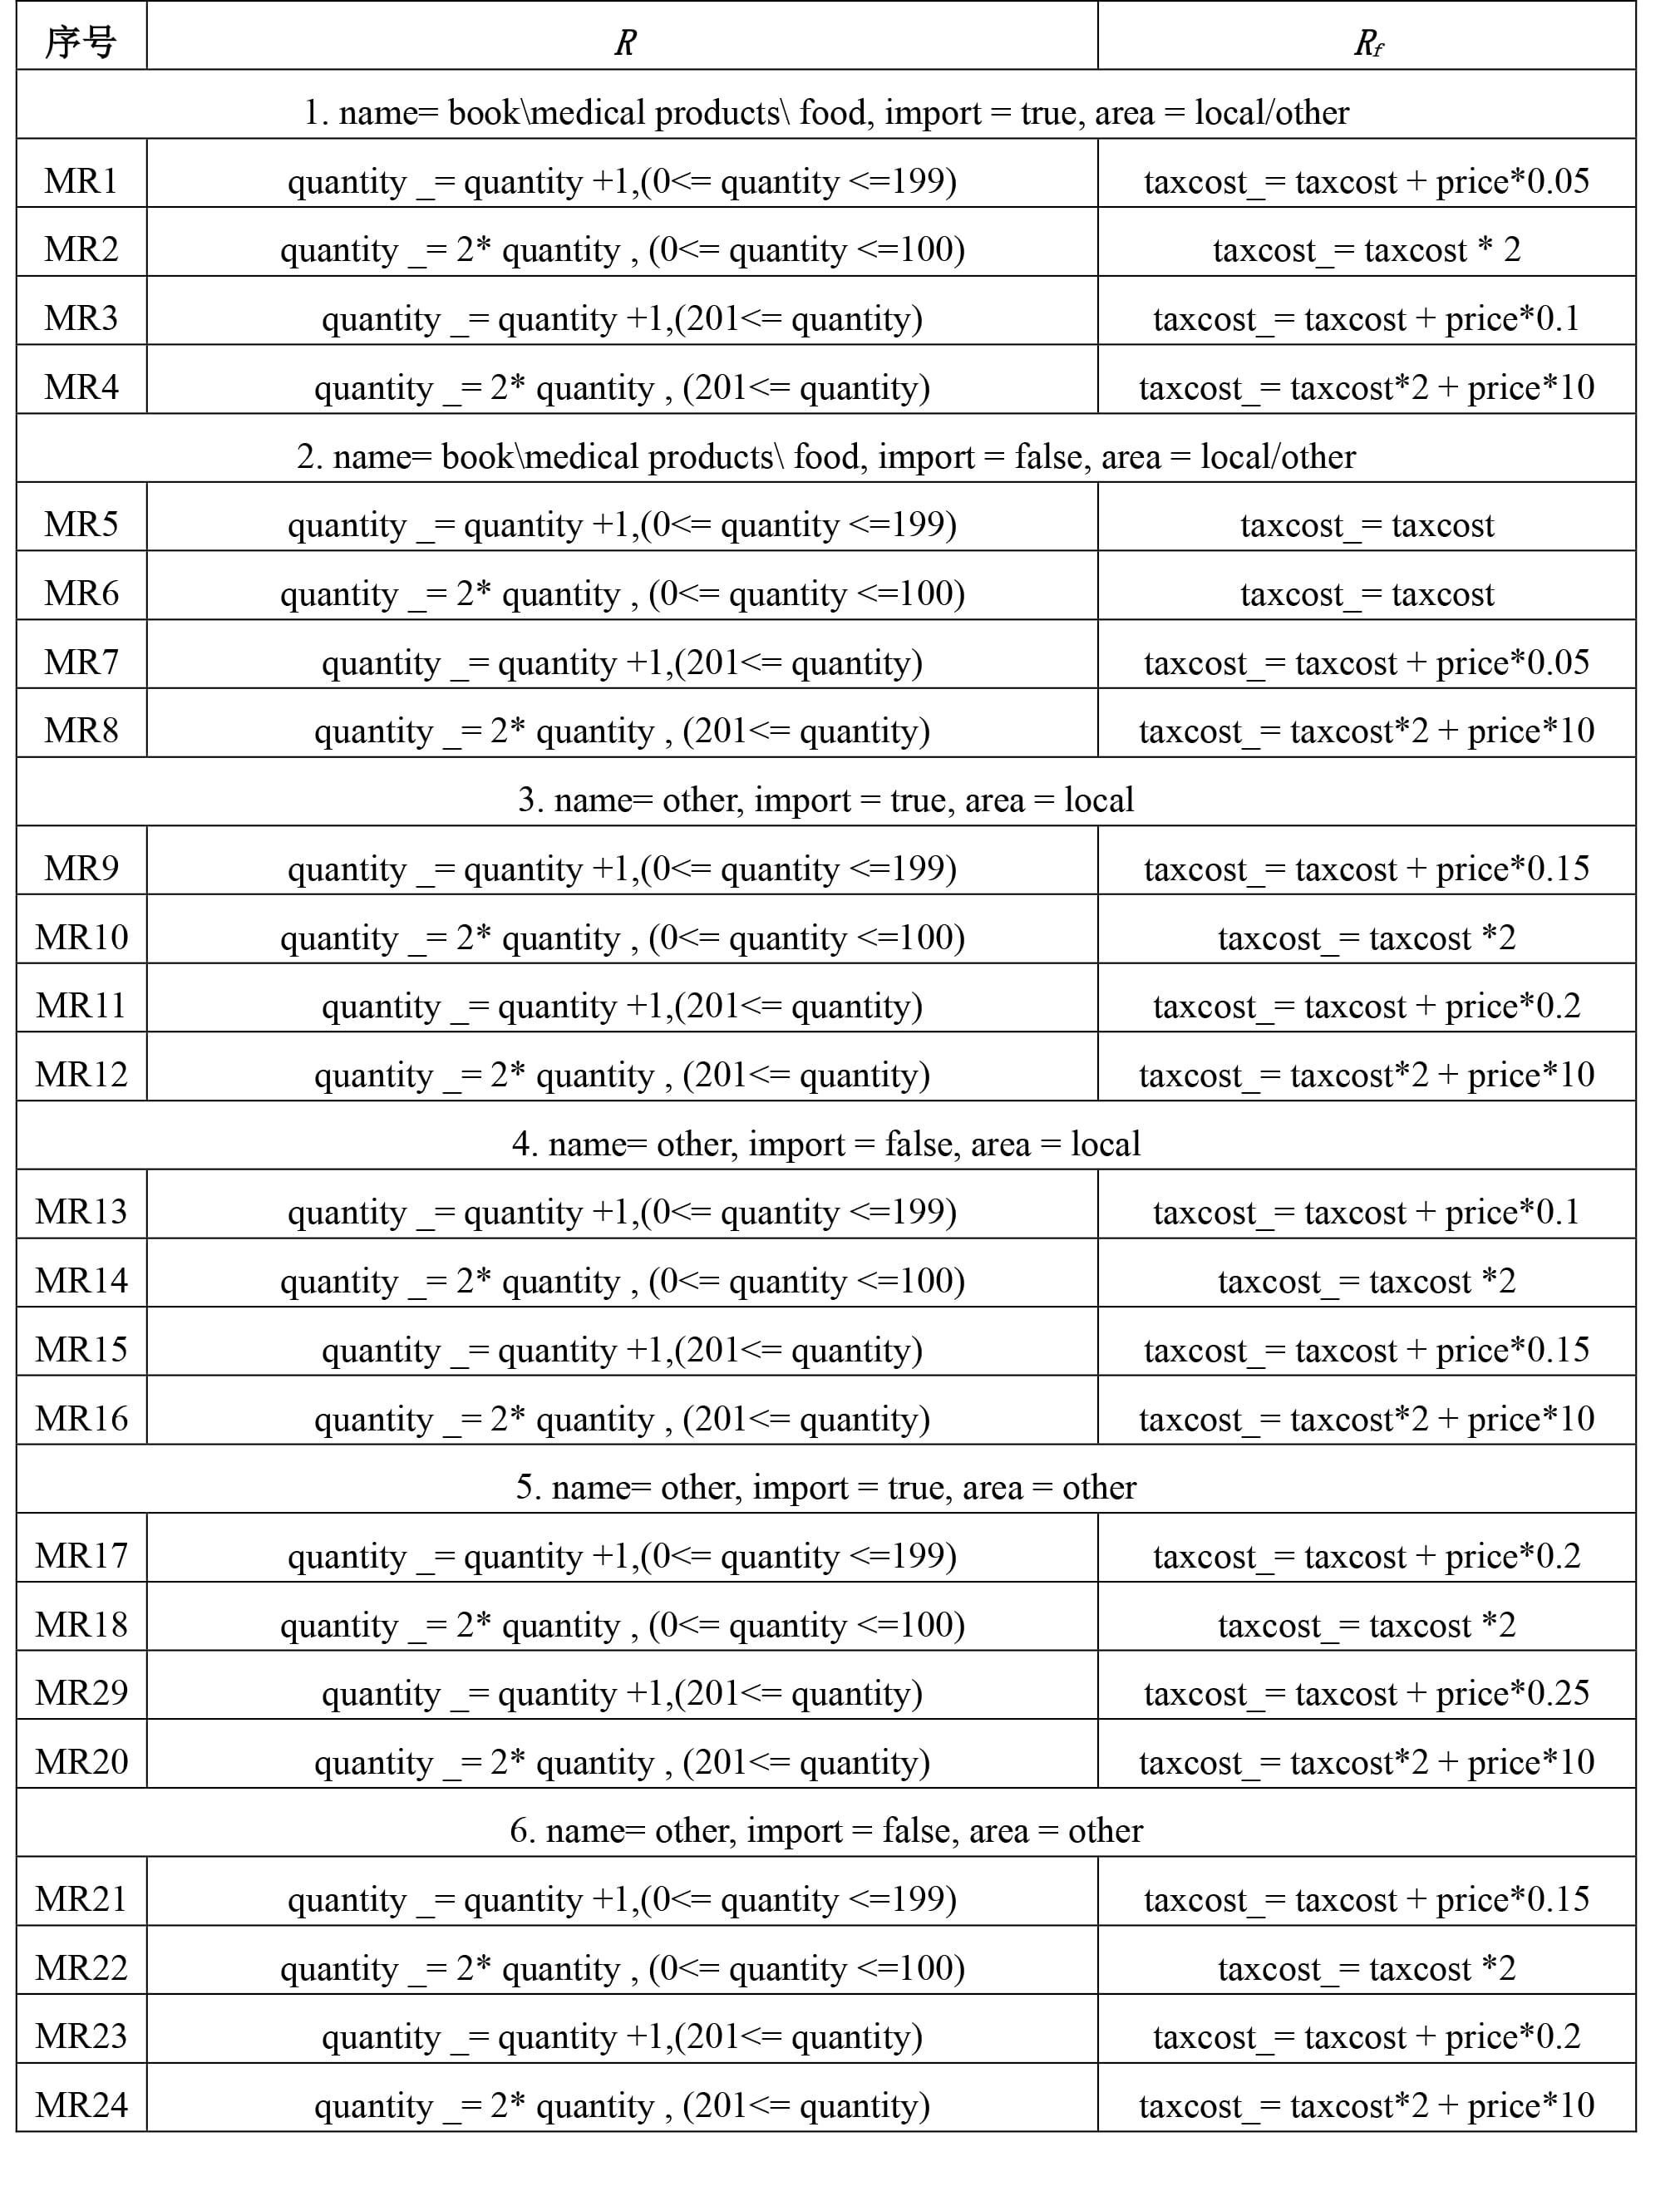 序号 R Rf
1. name= book\medical products\ food, import = true, area = local/other
MR1 quantity _= quantity +1,(0<= quantity <=199) taxcost_= taxcost + price*0.05
MR2 quantity _= 2* quantity , (0<= quantity <=100) taxcost_= taxcost * 2
MR3 quantity _= quantity +1,(201<= quantity) taxcost_= taxcost + price*0.1
MR4 quantity _= 2* quantity , (201<= quantity) taxcost_= taxcost*2 + price*10
2. name= book\medical products\ food, import = false, area = local/other
MR5 quantity _= quantity +1,(0<= quantity <=199) taxcost_= taxcost
MR6 quantity _= 2* quantity , (0<= quantity <=100) taxcost_= taxcost
MR7 quantity _= quantity +1,(201<= quantity) taxcost_= taxcost + price*0.05
MR8 quantity _= 2* quantity , (201<= quantity) taxcost_= taxcost*2 + price*10
3. name= other, import = true, area = local
MR9 quantity _= quantity +1,(0<= quantity <=199) taxcost_= taxcost + price*0.15
MR10 quantity _= 2* quantity , (0<= quantity <=100) taxcost_= taxcost *2
MR11 quantity _= quantity +1,(201<= quantity) taxcost_= taxcost + price*0.2
MR12 quantity _= 2* quantity , (201<= quantity) taxcost_= taxcost*2 + price*10
4. name= other, import = false, area = local
MR13 quantity _= quantity +1,(0<= quantity <=199) taxcost_= taxcost + price*0.1
MR14 quantity _= 2* quantity , (0<= quantity <=100) taxcost_= taxcost *2
MR15 quantity _= quantity +1,(201<= quantity) taxcost_= taxcost + price*0.15
MR16 quantity _= 2* quantity , (201<= quantity) taxcost_= taxcost*2 + price*10
5. name= other, import = true, area = other
MR17 quantity _= quantity +1,(0<= quantity <=199) taxcost_= taxcost + price*0.2
MR18 quantity _= 2* quantity , (0<= quantity <=100) taxcost_= taxcost *2
MR29 quantity _= quantity +1,(201<= quantity) taxcost_= taxcost + price*0.25
MR20 quantity _= 2* quantity , (201<= quantity) taxcost_= taxcost*2 + price*10
6. name= other, import = false, area = other
MR21 quantity _= quantity +1,(0<= quantity <=199) taxcost_= taxcost + price*0.15
MR22 quantity _= 2* quantity , (0<= quantity <=100) taxcost_= taxcost *2
MR23 quantity _= quantity +1,(201<= quantity) taxcost_= taxcost + price*0.2
MR24 quantity _= 2* quantity , (201<= quantity) taxcost_= taxcost*2 + price*10